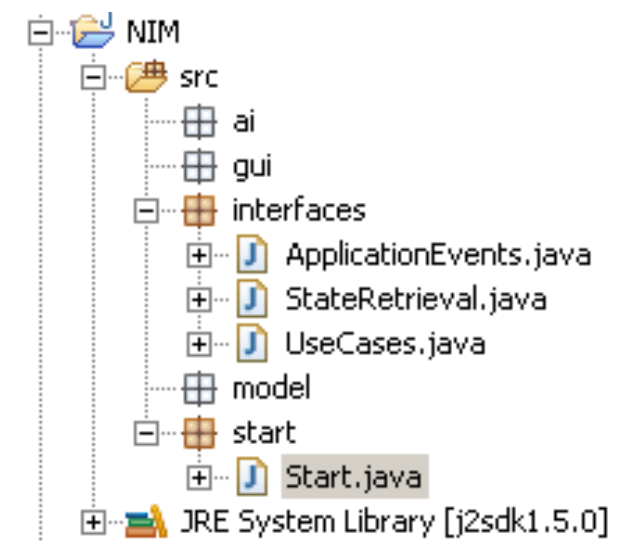 NIM
src
ai
gui
interfaces
ApplicationEvents.java
StateRetrieval.java
UseCases.java
model
start
Start.java
JRE System Library [j2sdk1.5.0]